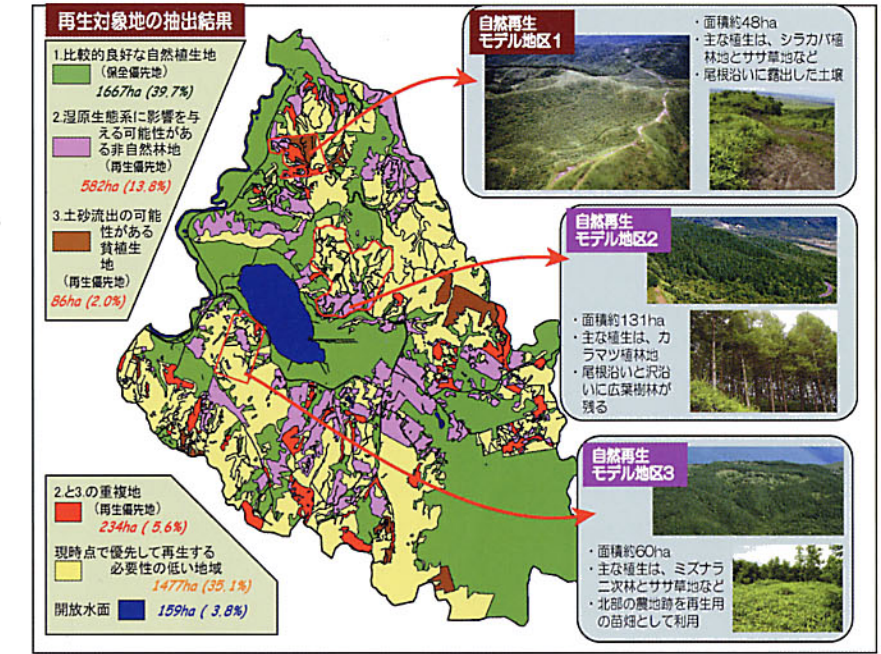 再生対象地の抽出結果
1.比較的良好な自然植生地
(保全優先地)
1667ha (39.7%)
2.湿原生態系に影響を与
える可能性があ
る非自然林地
(再生優先地)
582ha (13.8%)
3.土砂流出の可能
性がある
貧植生
地
(再生優先地)
86ha (2.0%)
2.と3.の重複地
(再生優先地)
234ha ( 5.6%)
現時点で優先して再生する
必要性の低い地域
1477ha (35.1%)
開放水面 159ha ( 3.8%)
自然再生
モデル地区1
・面積約48ha
・主な植生は、シラカバ植
林地とササ草地など
・尾根沿いに露出した土壌
自然再生
モデル地区2
・面積約131ha
・主な植生は、カ
ラマツ植林地
・尾根沿いと沢沿
いに広葉樹林が
残る
自然再生
モデル地区3
・面積約60ha
・主な植生は、ミズナラ
二次林とササ草地など
・北部の農地跡を再生用
の苗畑として利用